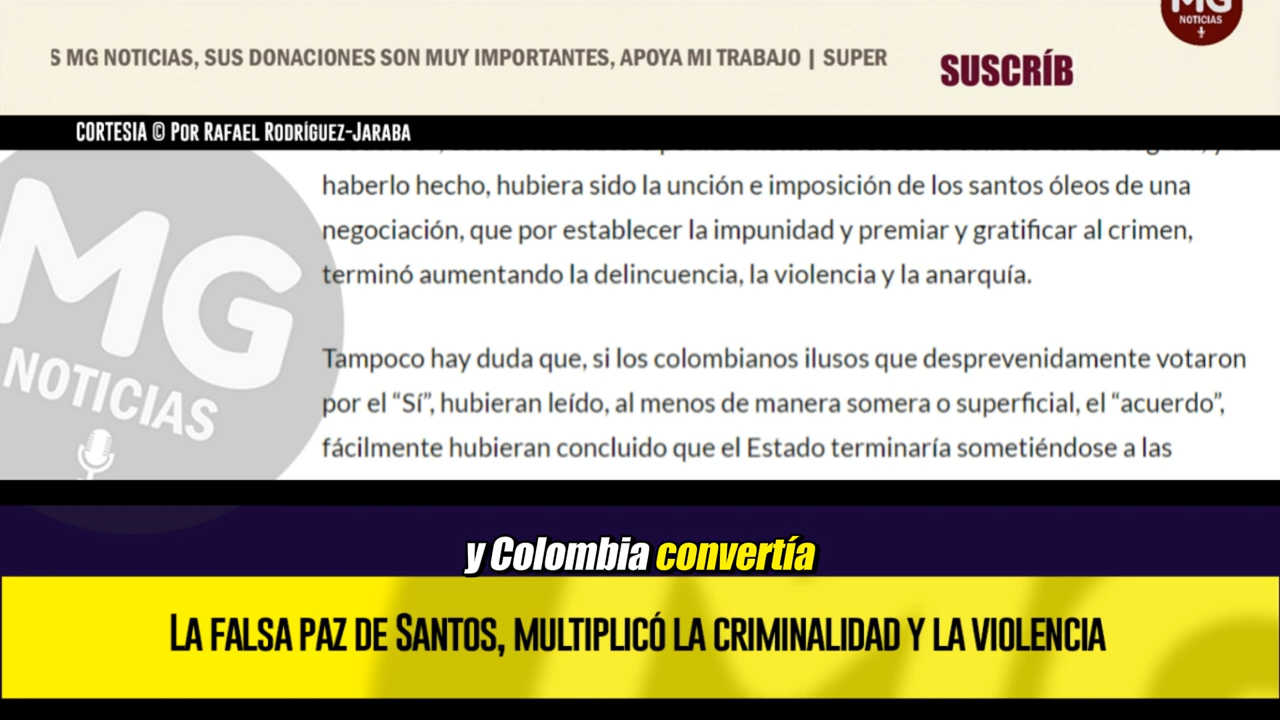 S MG NOTICIAS, SUS DONACIONES SON MUY IMPORTANTES, APOYA MI TRABAJO | SUPER
SUSCRÍB
MG
NOTICIAS
CORTESIA © POR RAFAEL RODRÍGUEZ-JARABA
haberlo hecho, hubiera sido la unción e imposición de los santos óleos de una
negociación, que por establecer la impunidad y premiar y gratificar al crimen,
terminó aumentando la delincuencia, la violencia y la anarquía.
Tampoco hay duda que, si los colombianos ilusos que desprevenidamente votaron
por el “Sí”, hubieran leído, al menos de manera somera o superficial, el “acuerdo”,
fácilmente hubieran concluido que el Estado terminaría sometiéndose a las
MG
NOTICIAS
y Colombia convertía
LA FALSA PAZ DE SANTOS, MULTIPLICÓ LA CRIMINALIDAD Y LA VIOLENCIA